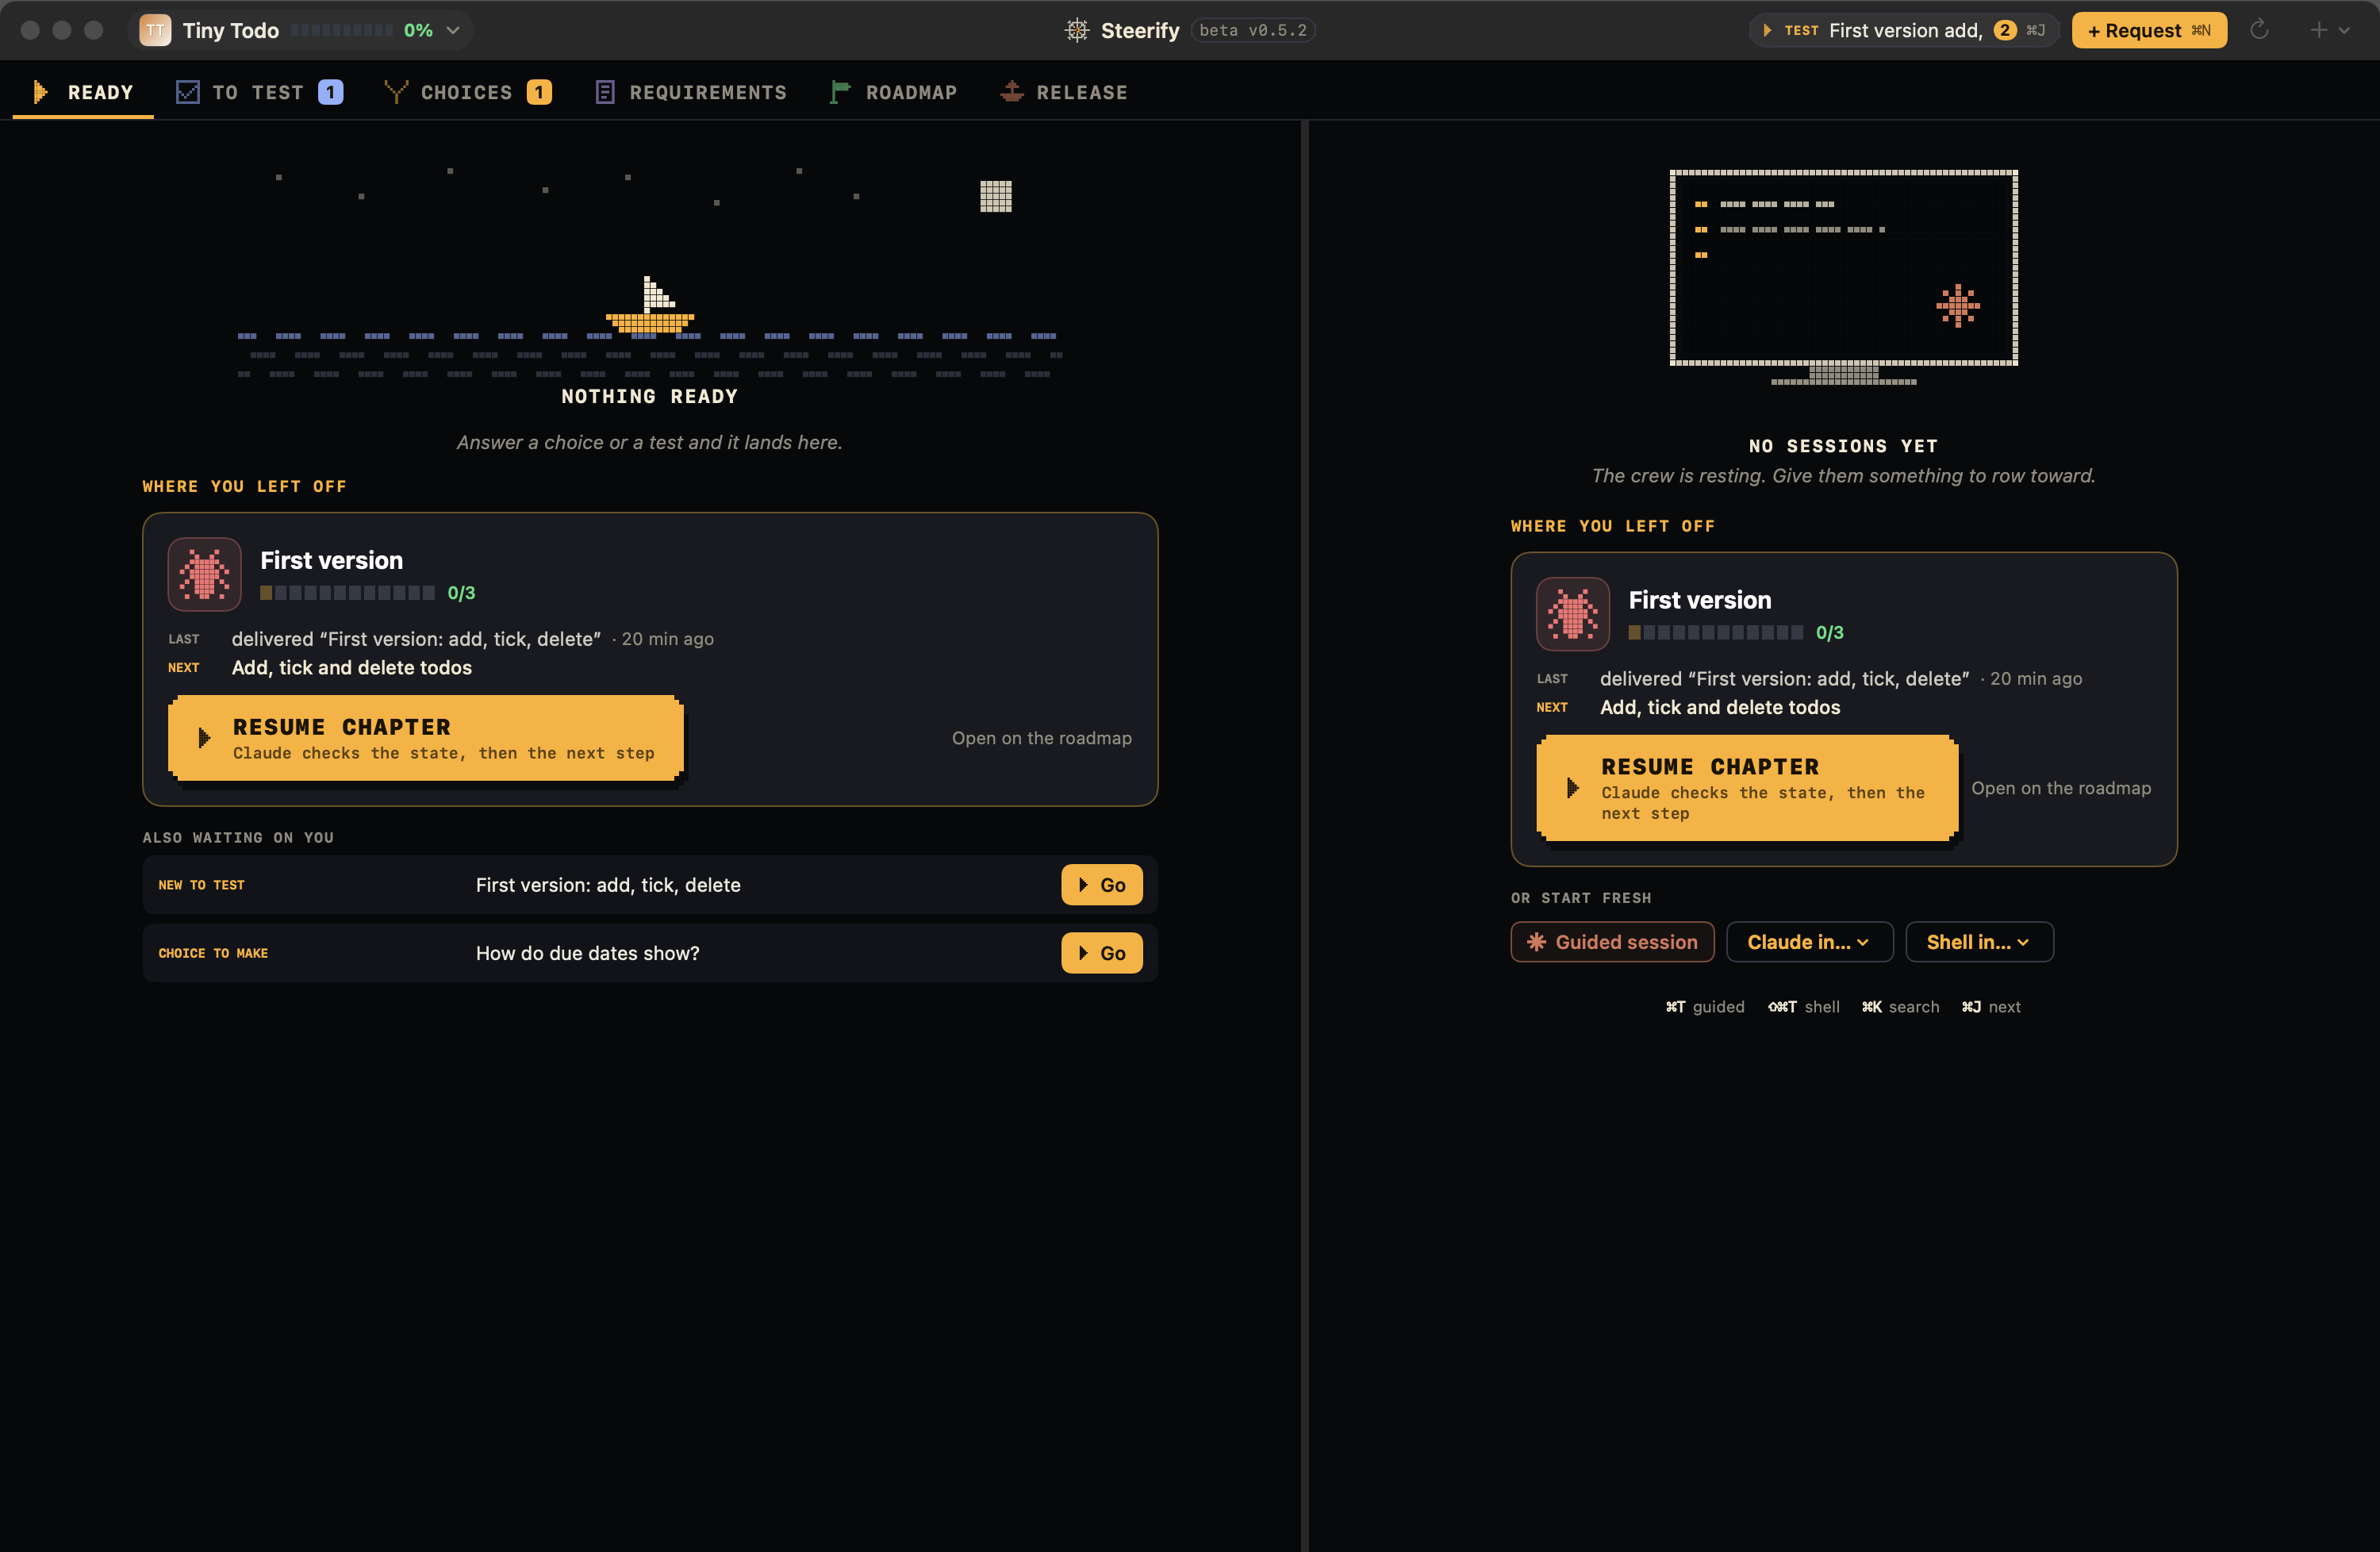 TT Tiny Todo 0%
Steerify beta v0.5.2
TEST First version add, 2 ⌘J
+ Request ⌘N
READY
TO TEST 1
CHOICES 1
REQUIREMENTS
ROADMAP
RELEASE
NOTHING READY
Answer a choice or a test and it lands here.
WHERE YOU LEFT OFF
First version
0/3
LAST delivered “First version: add, tick, delete” · 20 min ago
NEXT Add, tick and delete todos
RESUME CHAPTER
Claude checks the state, then the next step
Open on the roadmap
ALSO WAITING ON YOU
NEW TO TEST First version: add, tick, delete Go
CHOICE TO MAKE How do due dates show? Go
NO SESSIONS YET
The crew is resting. Give them something to row toward.
WHERE YOU LEFT OFF
First version
0/3
LAST delivered “First version: add, tick, delete” · 20 min ago
NEXT Add, tick and delete todos
RESUME CHAPTER
Claude checks the state, then the
next step
Open on the roadmap
OR START FRESH
Guided session
Claude in...
Shell in...
⌘T guided ⇧⌘T shell ⌘K search ⌘J next